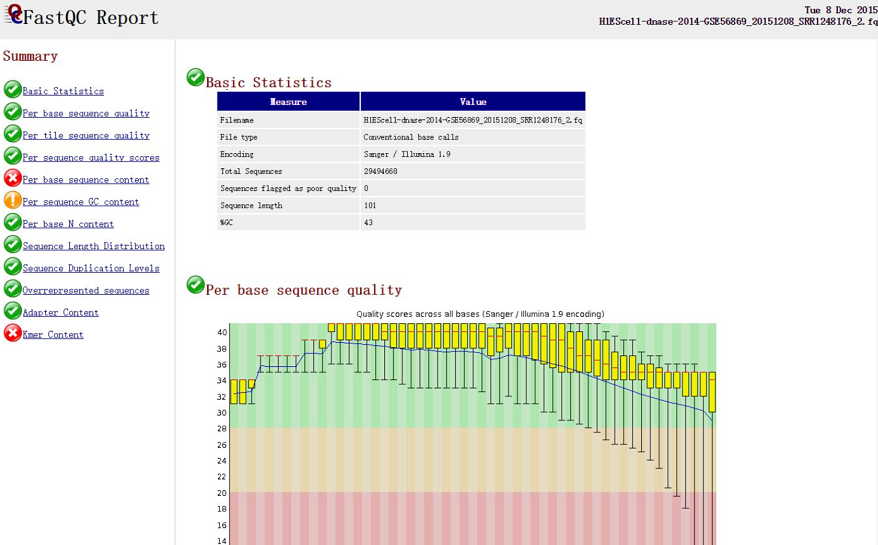 FastQC Report
Tue 8 Dec 2015
H1EScell-dnase-2014-GSE56869_20151208_SRR1248176_2.fq
Summary
Basic Statistics
Per base sequence quality
Per tile sequence quality
Per sequence quality scores
Per base sequence content
Per sequence GC content
Per base N content
Sequence Length Distribution
Sequence Duplication Levels
Overrepresented sequences
Adapter Content
Kmer Content
Basic Statistics
Measure Value
Filename H1EScell-dnase-2014-GSE56869_20151208_SRR1248176_2.fq
File type Conventional base calls
Encoding Sanger / Illumina 1.9
Total Sequences 29494668
Sequences flagged as poor quality 0
Sequence length 101
%GC 43
Per base sequence quality
Quality scores across all bases (Sanger / Illumina 1.9 encoding)
40
38
36
34
32
30
28
26
24
22
20
18
16
14